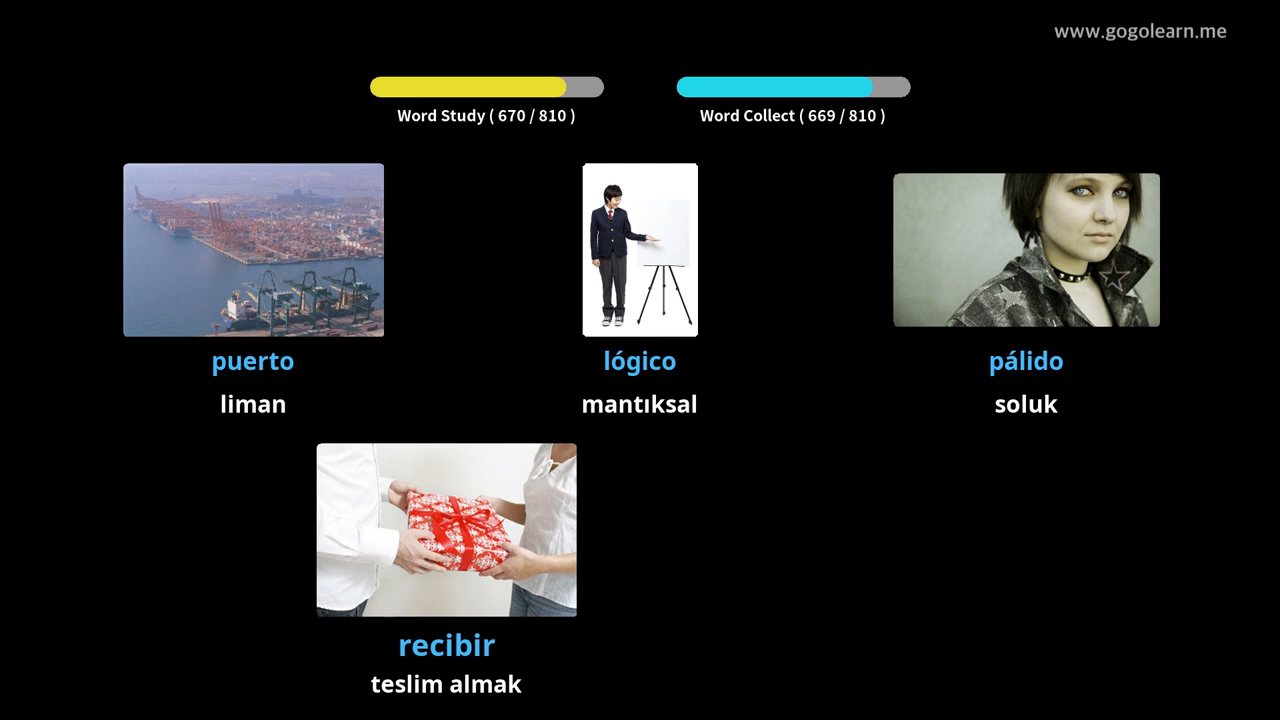 www.gogolearn.me
Word Study ( 670 / 810 )
Word Collect ( 669 / 810 )
puerto
liman
lógico
mantıksal
pálido
soluk
recibir
teslim almak